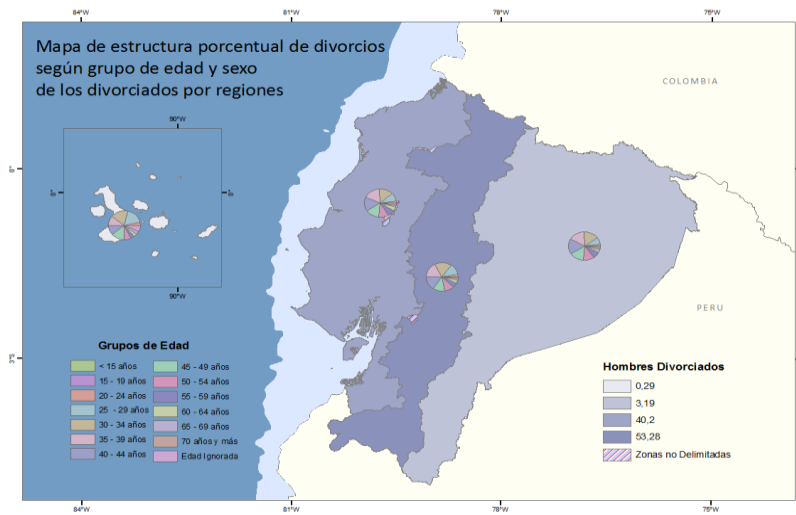 84°W 81°W 78°W 75°W
Mapa de estructura porcentual de divorcios
según grupo de edad y sexo
de los divorciados por regiones
COLOMBIA
90°W
90°W
PERU
3°S
Grupos de Edad
< 15 años
15 - 19 años
20 - 24 años
25 - 29 años
30 - 34 años
35 - 39 años
40 - 44 años
45 - 49 años
50 - 54 años
55 - 59 años
60 - 64 años
65 - 69 años
70 años y más
Edad Ignorada
Hombres Divorciados
0,29
3,19
40,2
53,28
Zonas no Delimitadas
84°W 81°W 78°W 75°W